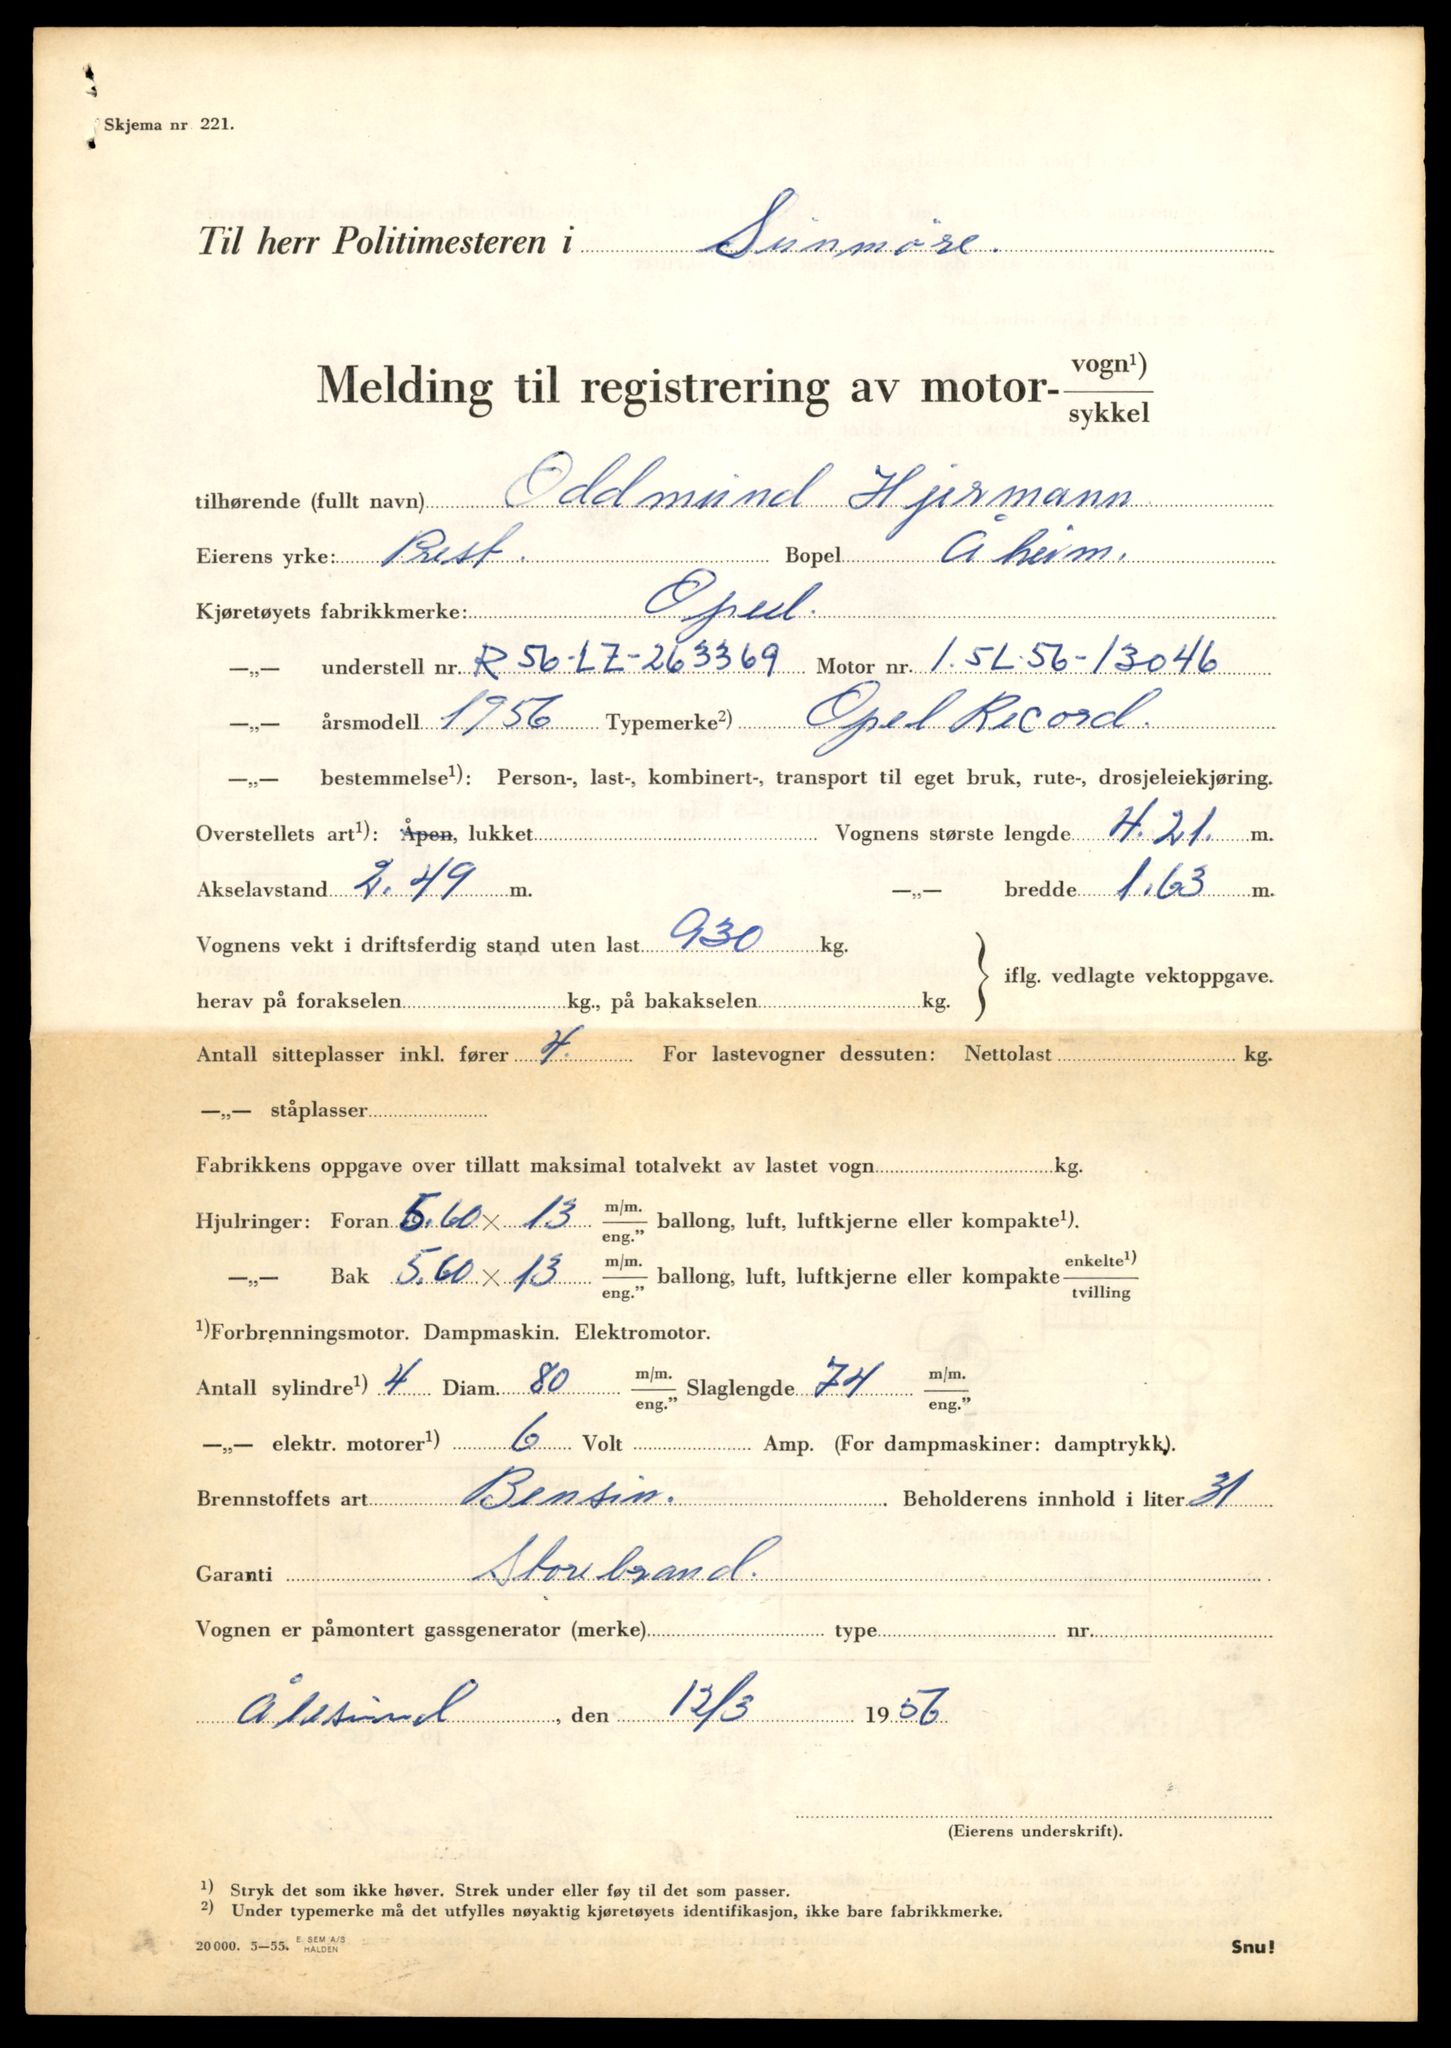 Skjema nr 221.
Til herr Politimesteren i Sunmöre.
Melding til registrering av motor- vogn¹) / sykkel
tilhørende (fullt navn) Oddmund Hjermann
Eierens yrke: Prest. Bopel Åheim.
Kjøretøyets fabrikkmerke: Opel.
—„— understell nr. R 56-LZ-263369 Motor nr. 1.5L.56-13046
—„— årsmodell 1956 Typemerke²) Opel Record.
—„— bestemmelse¹): Person-, last-, kombinert-, transport til eget bruk, rute-, drosjeleiekjøring.
Overstellets art¹): Åpen, lukket Vognens største lengde 4.21. m.
Akselavstand 2.49 m. —„— bredde 1.63 m.
Vognens vekt i driftsferdig stand uten last 930 kg.
herav på forakselen kg., på bakakselen kg. } iflg. vedlagte vektoppgave.
Antall sitteplasser inkl. fører 4. For lastevogner dessuten: Nettolast kg.
—„— ståplasser
Fabrikkens oppgave over tillatt maksimal totalvekt av lastet vogn kg.
Hjulringer: Foran 5.60 × 13 m/m. / eng.” ballong, luft, luftkjerne eller kompakte¹).
—„— Bak 5.60 × 13 m/m. / eng.” ballong, luft, luftkjerne eller kompakte enkelte¹) / tvilling
¹)Forbrenningsmotor. Dampmaskin. Elektromotor.
Antall sylindre¹) 4 Diam. 80 m/m. / eng.” Slaglengde 74 m/m. / eng.”
—„— elektr. motorer¹) 6 Volt Amp. (For dampmaskiner: damptrykk).
Brennstoffets art Bensin. Beholderens innhold i liter 31
Garanti Storebrand.
Vognen er påmontert gassgenerator (merke) type nr.
Ålesund, den 12/3 1956
(Eierens underskrift).
¹) Stryk det som ikke høver. Strek under eller føy til det som passer.
²) Under typemerke må det utfylles nøyaktig kjøretøyets identifikasjon, ikke bare fabrikkmerke.
20 000. 5—55. E. SEM A/S HALDEN
Snu!